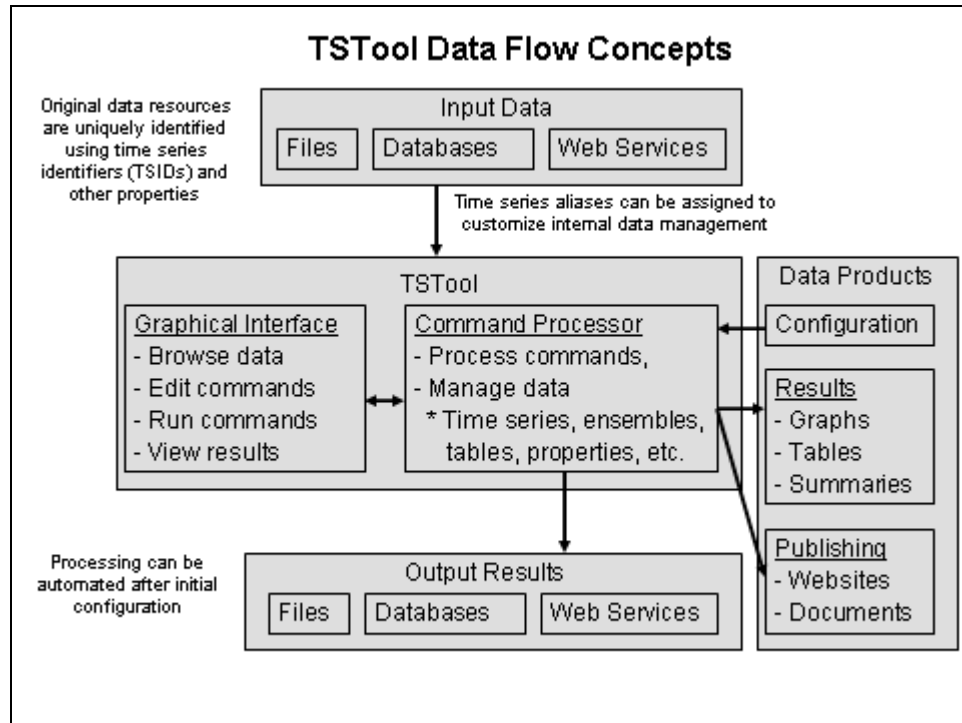 TSTool Data Flow Concepts
Original data resources
are uniquely identified
using time series
identifiers (TSIDs) and
other properties
Input Data
Files
Databases
Web Services
Time series aliases can be assigned to
customize internal data management
TSTool
Graphical Interface
- Browse data
- Edit commands
- Run commands
- View results
Command Processor
- Process commands,
- Manage data
* Time series, ensembles,
tables, properties, etc.
Data Products
Configuration
Results
- Graphs
- Tables
- Summaries
Publishing
- Websites
- Documents
Processing can be
automated after initial
configuration
Output Results
Files
Databases
Web Services